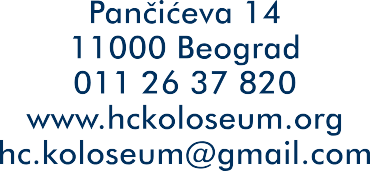 Pančićeva 14
11000 Beograd
011 26 37 820
www.hckoloseum.org
hc.koloseum@gmail.com